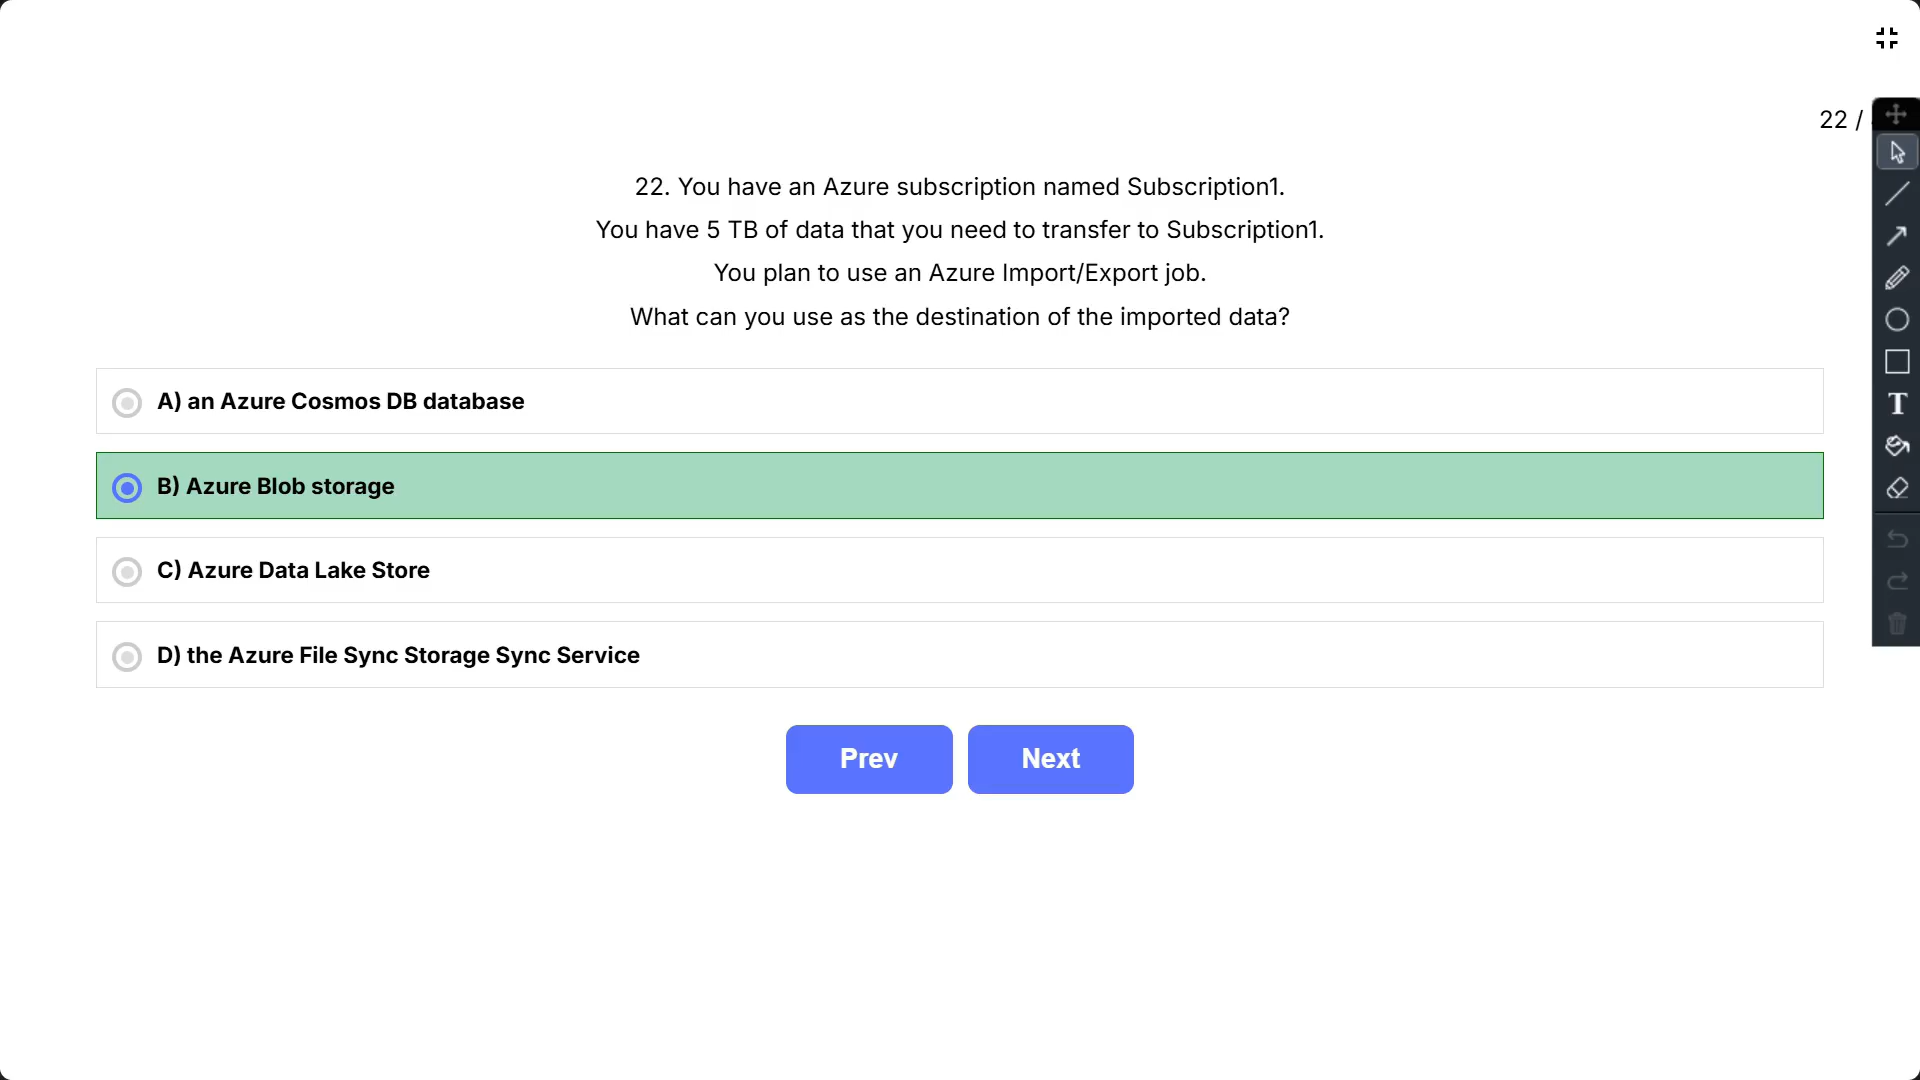 22 /
22. You have an Azure subscription named Subscription1.
You have 5 TB of data that you need to transfer to Subscription1.
You plan to use an Azure Import/Export job.
What can you use as the destination of the imported data?
A) an Azure Cosmos DB database
B) Azure Blob storage
C) Azure Data Lake Store
D) the Azure File Sync Storage Sync Service
Prev Next
T